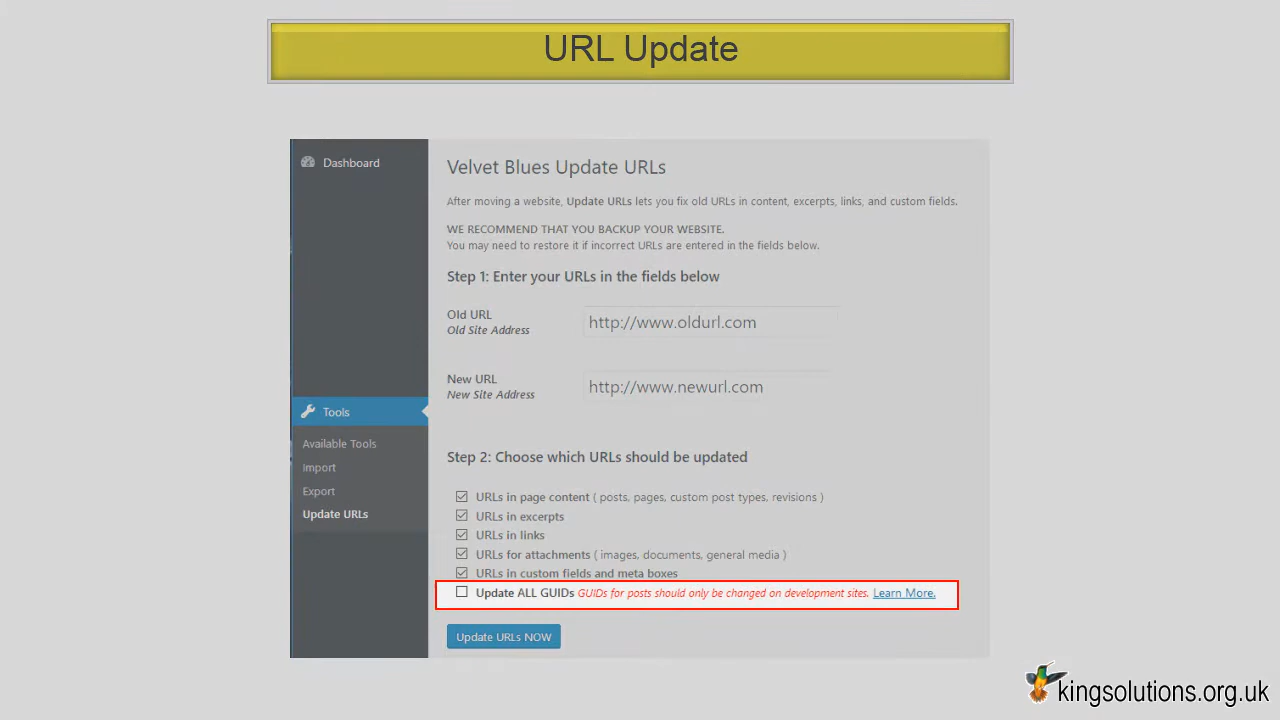 URL Update
Dashboard
Velvet Blues Update URLs
After moving a website, Update URLs lets you fix old URLs in content, excerpts, links, and custom fields.
WE RECOMMEND THAT YOU BACKUP YOUR WEBSITE.
You may need to restore it if incorrect URLs are entered in the fields below.
Step 1: Enter your URLs in the fields below
Old URL
Old Site Address
http://www.oldurl.com
New URL
New Site Address
http://www.newurl.com
Tools
Available Tools
Import
Export
Update URLs
Step 2: Choose which URLs should be updated
URLs in page content ( posts, pages, custom post types, revisions )
URLs in excerpts
URLs in links
URLs for attachments ( images, documents, general media )
URLs in custom fields and meta boxes
Update ALL GUIDs GUIDs for posts should only be changed on development sites. Learn More.
Update URLs NOW
kingsolutions.org.uk